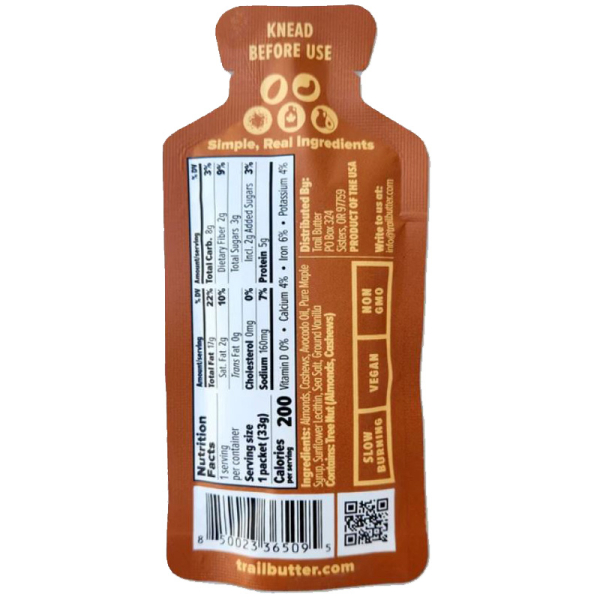 KNEAD
BEFORE USE
Simple, Real Ingredients
Nutrition
Facts
1 serving
per container
Serving size
1 packet (33g)
Calories 200
per serving
Amount/serving % DV
Total Fat 17g 22%
Sat. Fat 2g 10%
Trans Fat 0g
Cholesterol 0mg 0%
Sodium 160mg 7%
Amount/serving % DV
Total Carb. 8g 3%
Dietary Fiber 2g 9%
Total Sugars 3g
Incl. 2g Added Sugars 3%
Protein 5g
Vitamin D 0% • Calcium 4% • Iron 6% • Potassium 4%
Ingredients: Almonds, Cashews, Avocado Oil, Pure Maple
Syrup, Sunflower Lecithin, Sea Salt, Ground Vanilla
Contains: Tree Nut (Almonds, Cashews)
Distributed By:
Trail Butter
PO Box 324
Sisters, OR 97759
PRODUCT OF THE USA
Write to us at:
info@trailbutter.com
SLOW
BURNING
VEGAN
NON
GMO
8 50023 36509 5
trailbutter.com